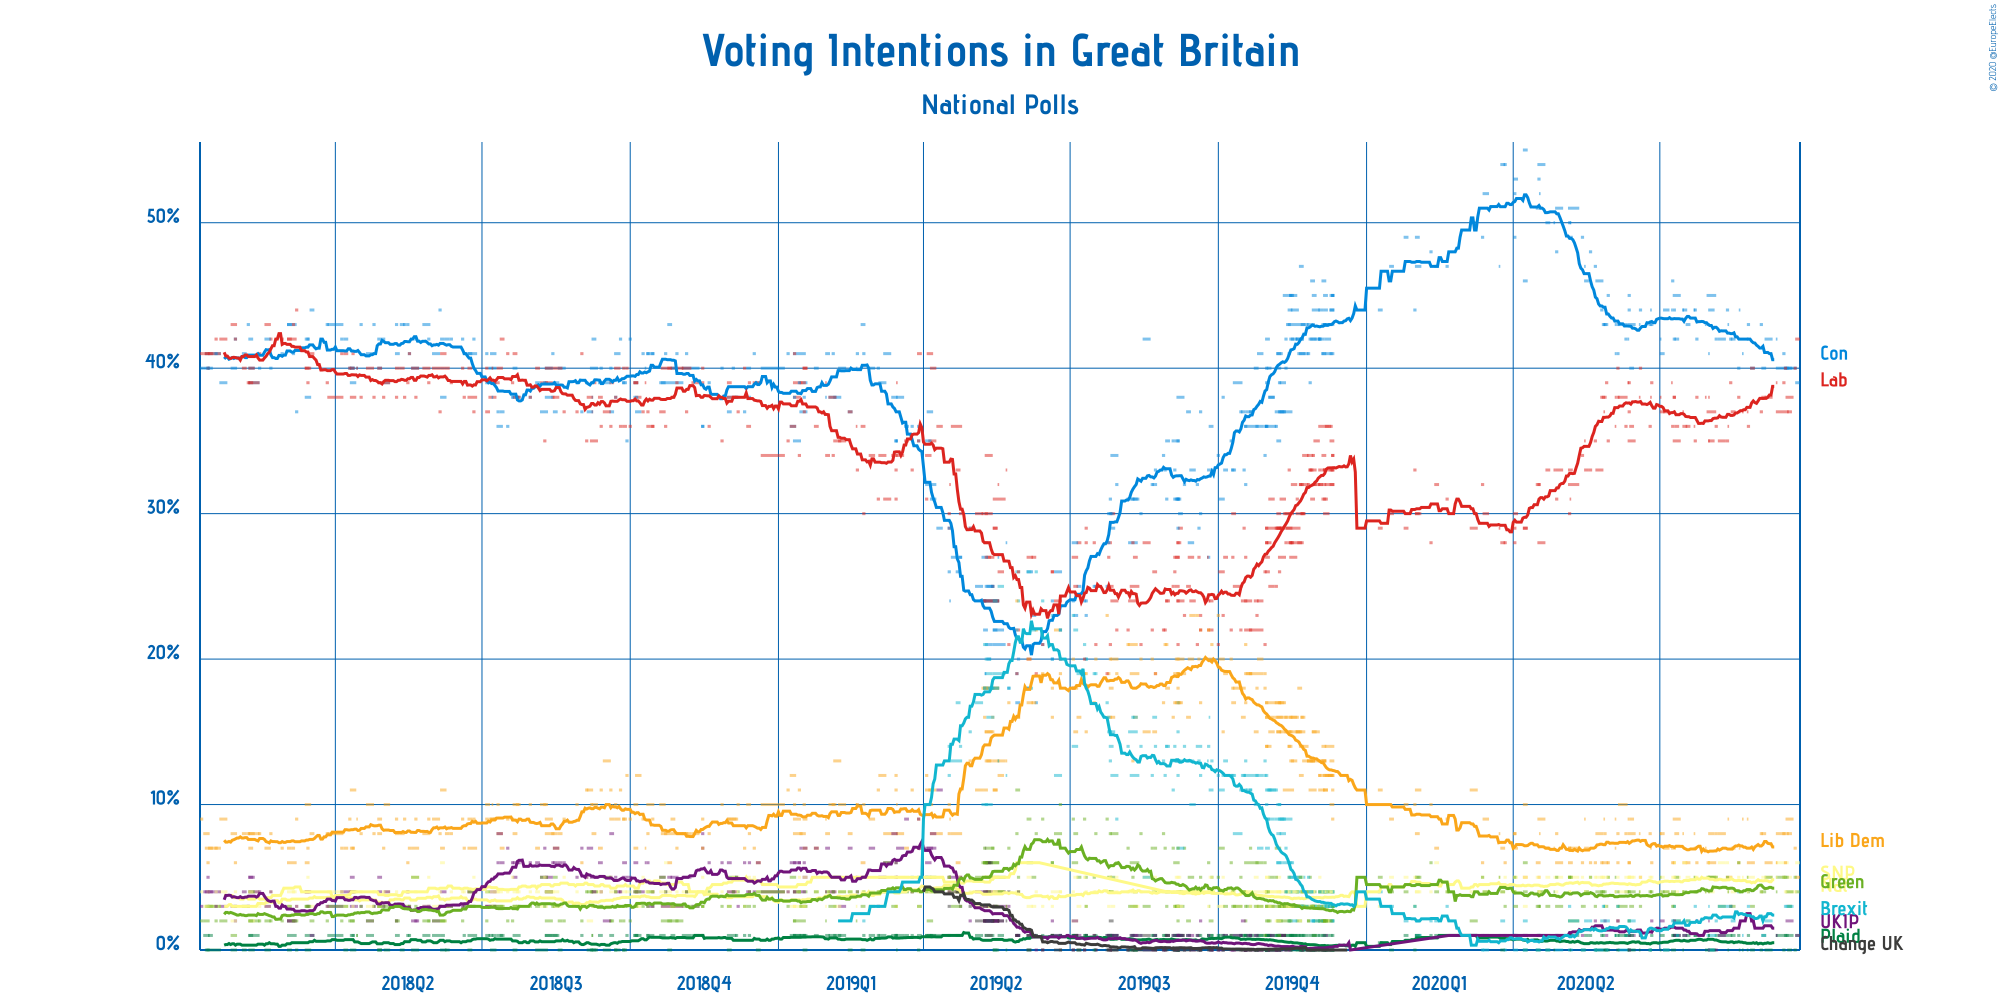 © 2020 @EuropeElects
Voting Intentions in Great Britain
National Polls
50%
40%
30%
20%
10%
0%
Con
Lab
Lib Dem
SNP
Green
Brexit
UKIP
Plaid
Change UK
2018Q2
2018Q3
2018Q4
2019Q1
2019Q2
2019Q3
2019Q4
2020Q1
2020Q2